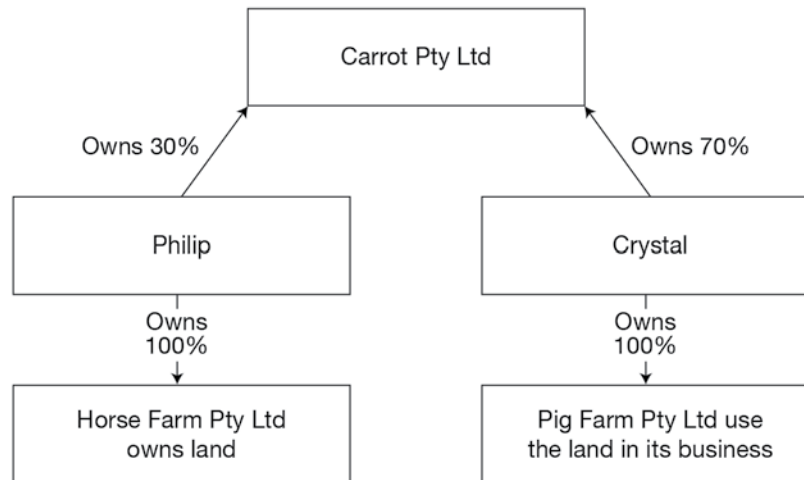 Carrot Pty Ltd
Owns 30%
Owns 70%
Philip
Crystal
Owns
100%
Owns
100%
Horse Farm Pty Ltd
owns land
Pig Farm Pty Ltd use
the land in its business